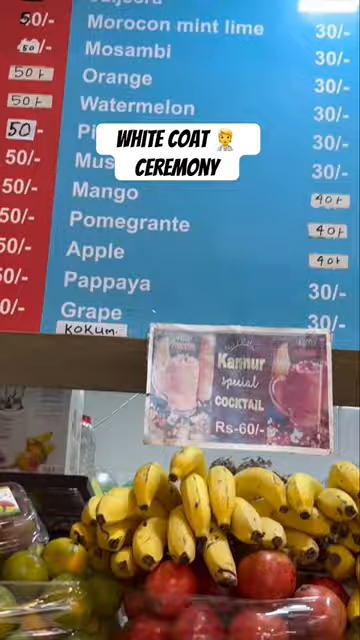 50/-
Morocon mint lime 30/-
50/-
Mosambi 30/-
50/-
Orange 30/-
50/-
Watermelon 30/-
50/-
Pi 30/-
WHITE COAT 🧑‍⚕️
CEREMONY
50/-
Mus 30/-
50/-
Mango 40/-
50/-
Pomegrante 40/-
50/-
Apple 40/-
50/-
Pappaya 30/-
0/-
Grape 30/-
KOKUM.
Kannur
special
COCKTAIL
Rs-60/-